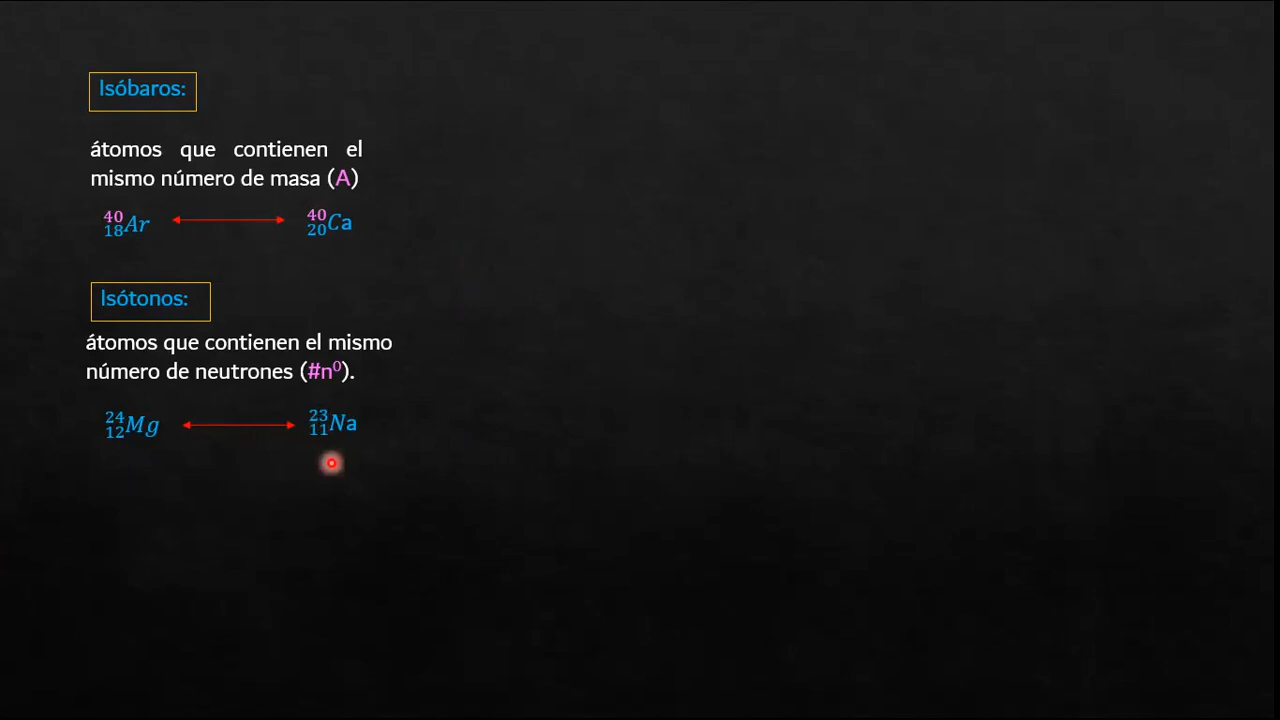 Isóbaros:
átomos que contienen el
mismo número de masa (A)
⁴⁰₁₈Ar ⁴⁰₂₀Ca
Isótonos:
átomos que contienen el mismo
número de neutrones (#n⁰).
²⁴₁₂Mg ²³₁₁Na